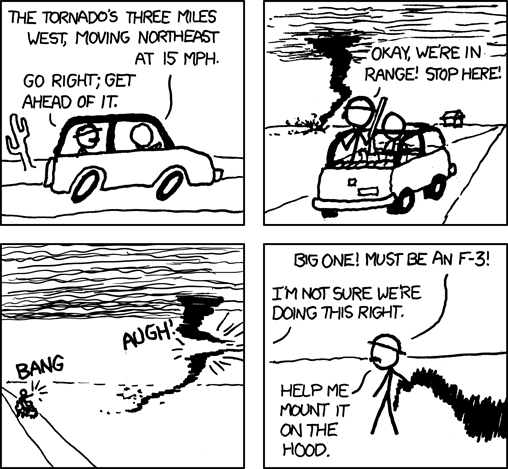 THE TORNADO'S THREE MILES
WEST, MOVING NORTHEAST
AT 15 MPH.
GO RIGHT; GET
AHEAD OF IT.
OKAY, WE'RE IN
RANGE! STOP HERE!
BANG
AUGH!
BIG ONE! MUST BE AN F-3!
I'M NOT SURE WE'RE
DOING THIS RIGHT.
HELP ME
MOUNT IT
ON THE
HOOD.